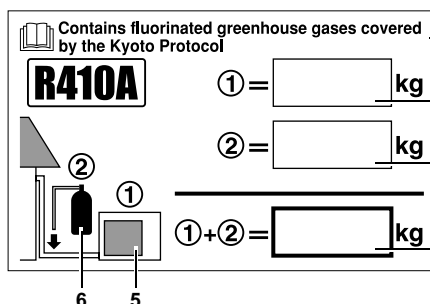 Contains fluorinated greenhouse gases covered
by the Kyoto Protocol
R410A
①=
kg
②=
kg
②
①
①+②=
kg
6
5